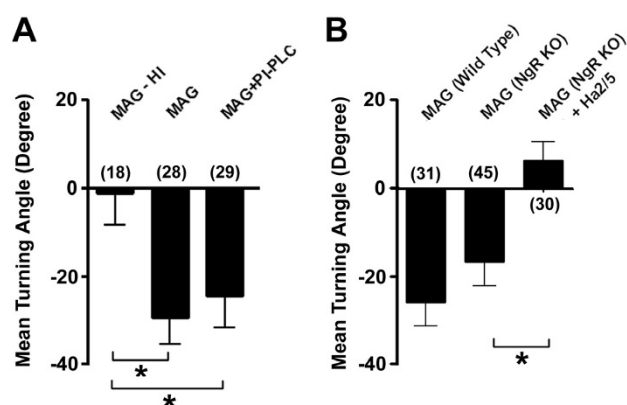 A
MAG - HI
MAG
MAG+PI-PLC
Mean Turning Angle (Degree)
20
0
-20
-40
(18)
(28)
(29)
*
*
B
MAG (Wild Type)
MAG (NgR KO)
MAG (NgR KO)
+ Ha2/5
Mean Turning Angle (Degree)
20
0
-20
-40
(31)
(45)
(30)
*